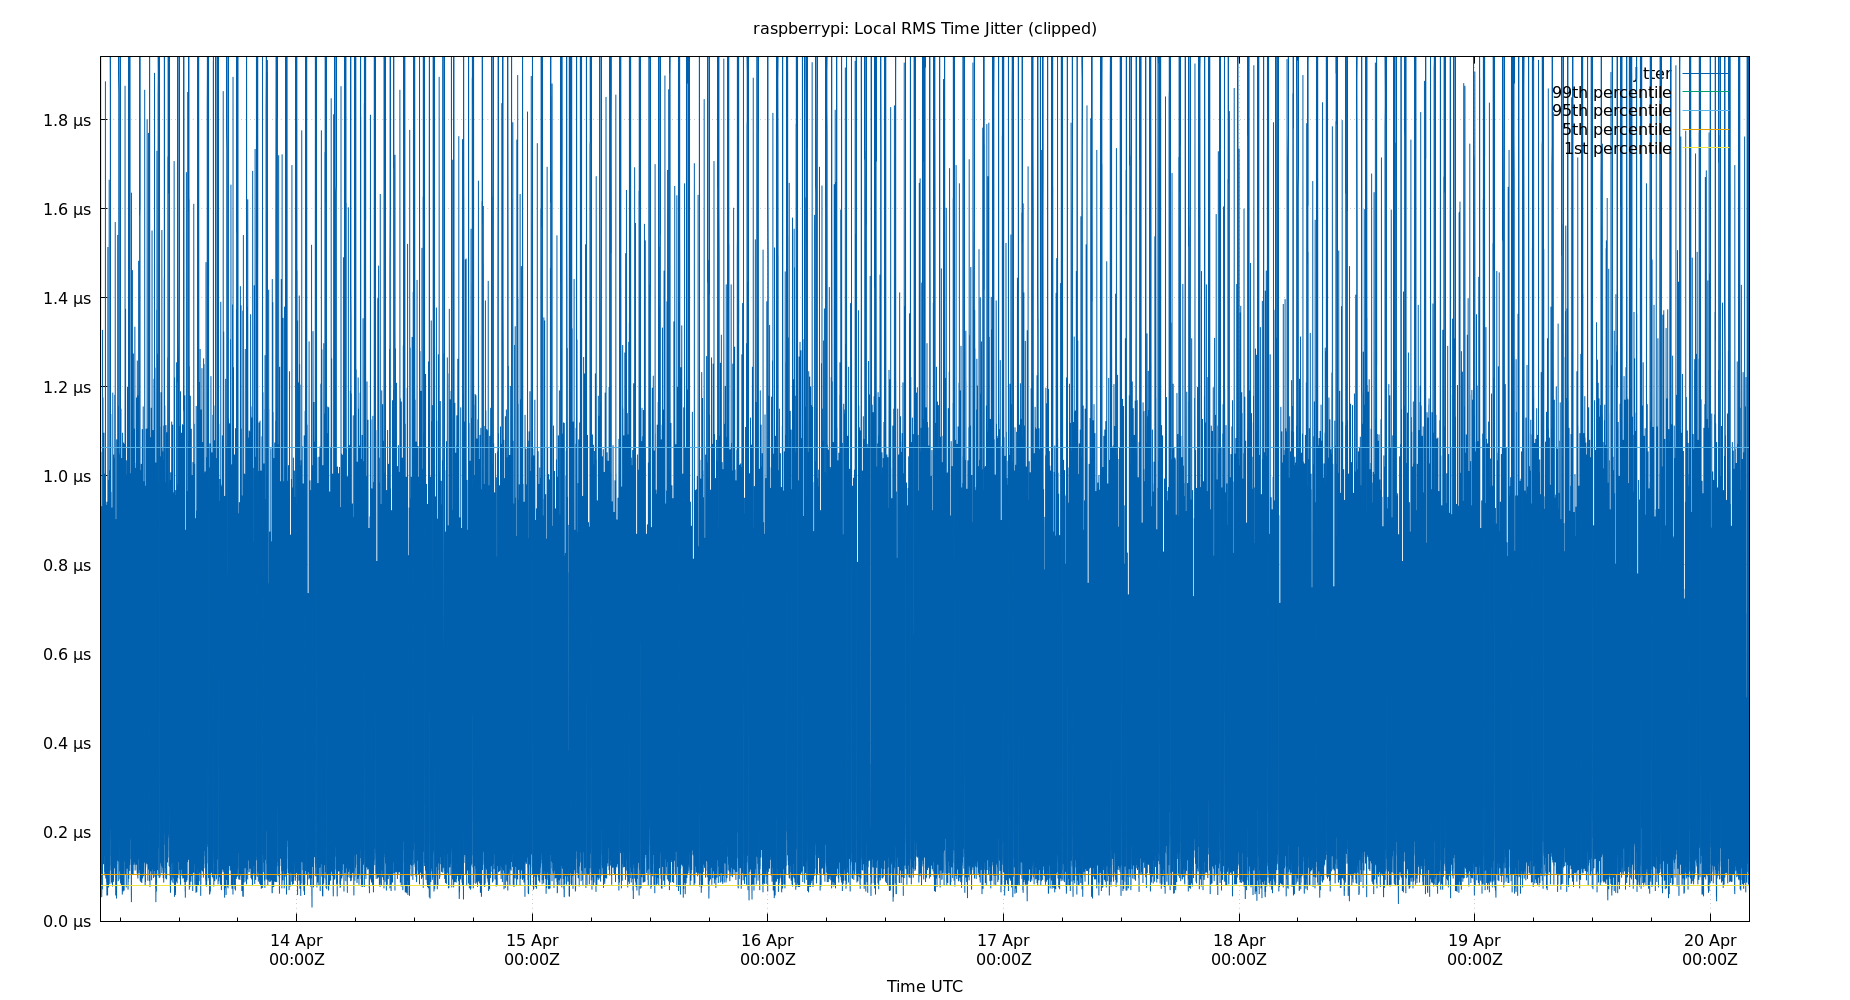 raspberrypi: Local RMS Time Jitter (clipped)
Jitter
99th percentile
95th percentile
5th percentile
1st percentile
1.8 µs
1.6 µs
1.4 µs
1.2 µs
1.0 µs
0.8 µs
0.6 µs
0.4 µs
0.2 µs
0.0 µs
14 Apr 15 Apr 16 Apr 17 Apr 18 Apr 19 Apr 20 Apr
00:00Z 00:00Z 00:00Z 00:00Z 00:00Z 00:00Z 00:00Z
Time UTC